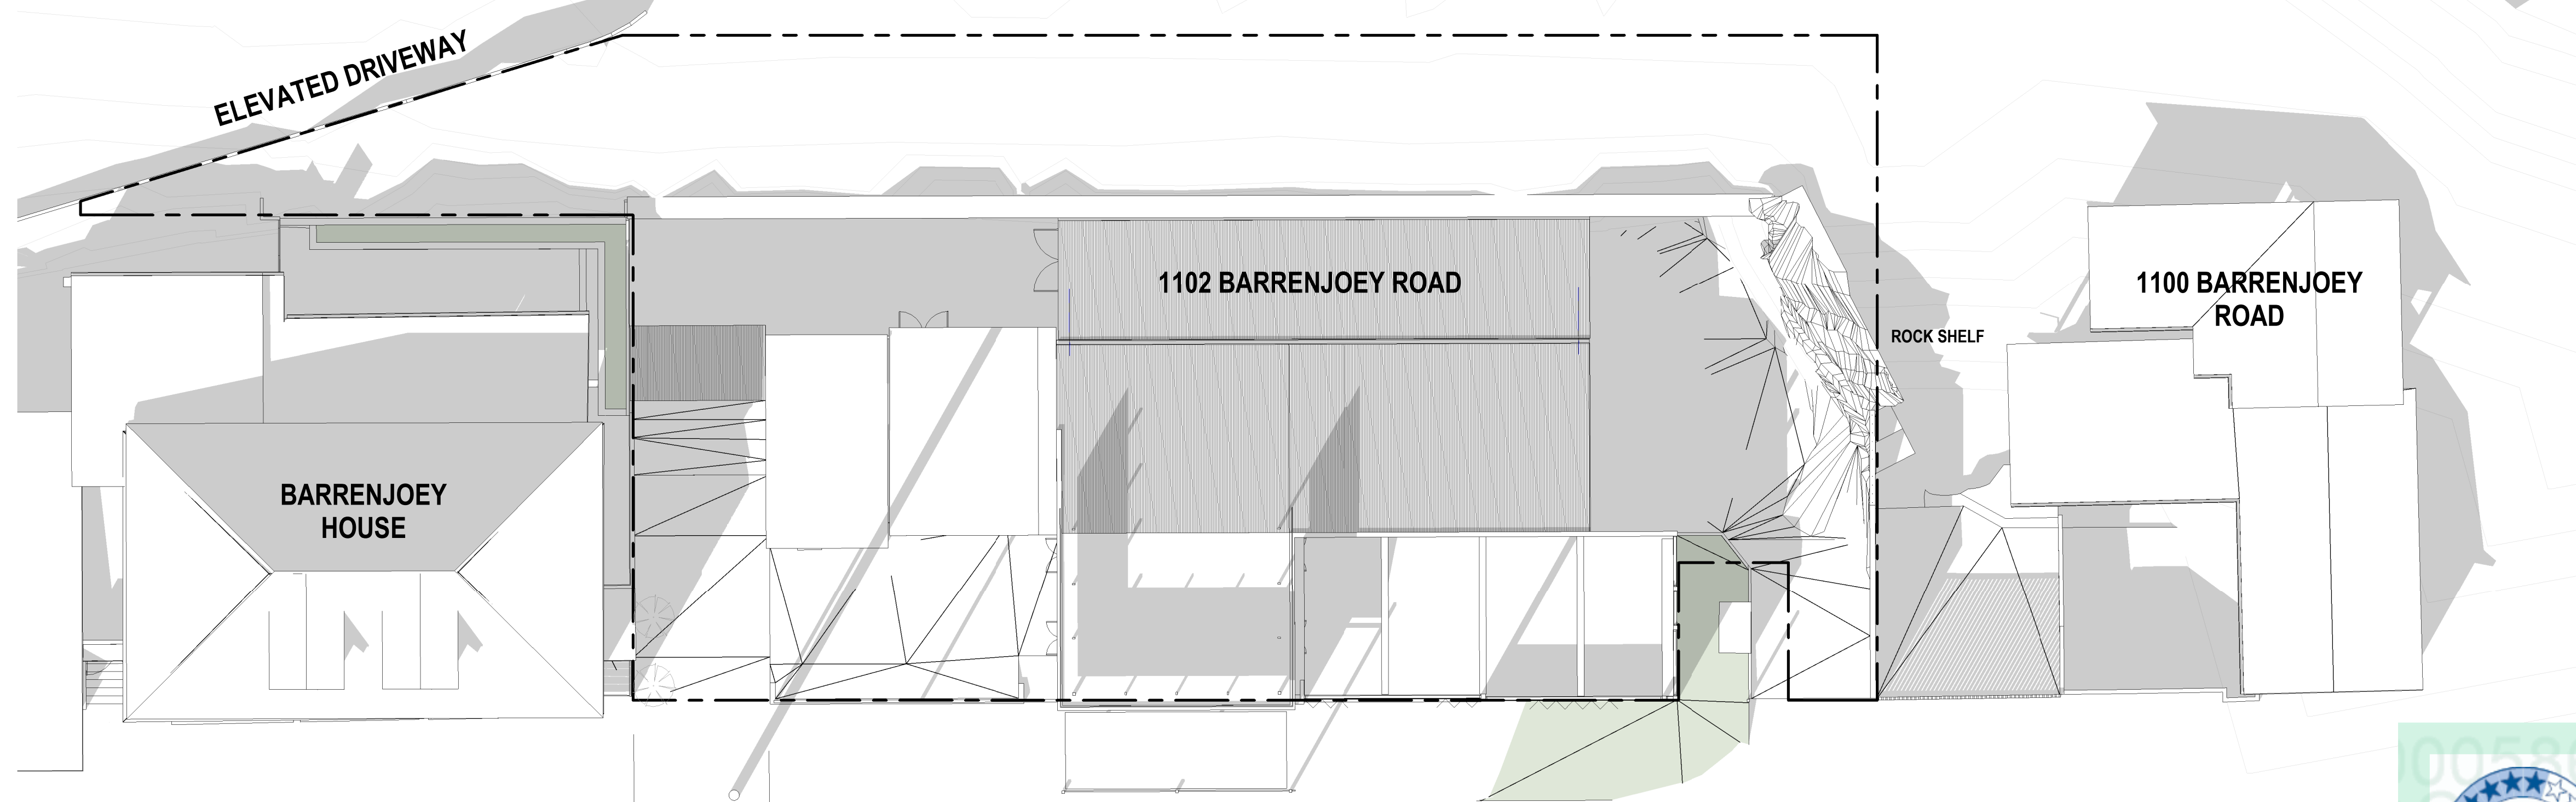 ELEVATED DRIVEWAY
1102 BARRENJOEY ROAD
1100 BARRENJOEY
ROAD
ROCK SHELF
BARRENJOEY
HOUSE